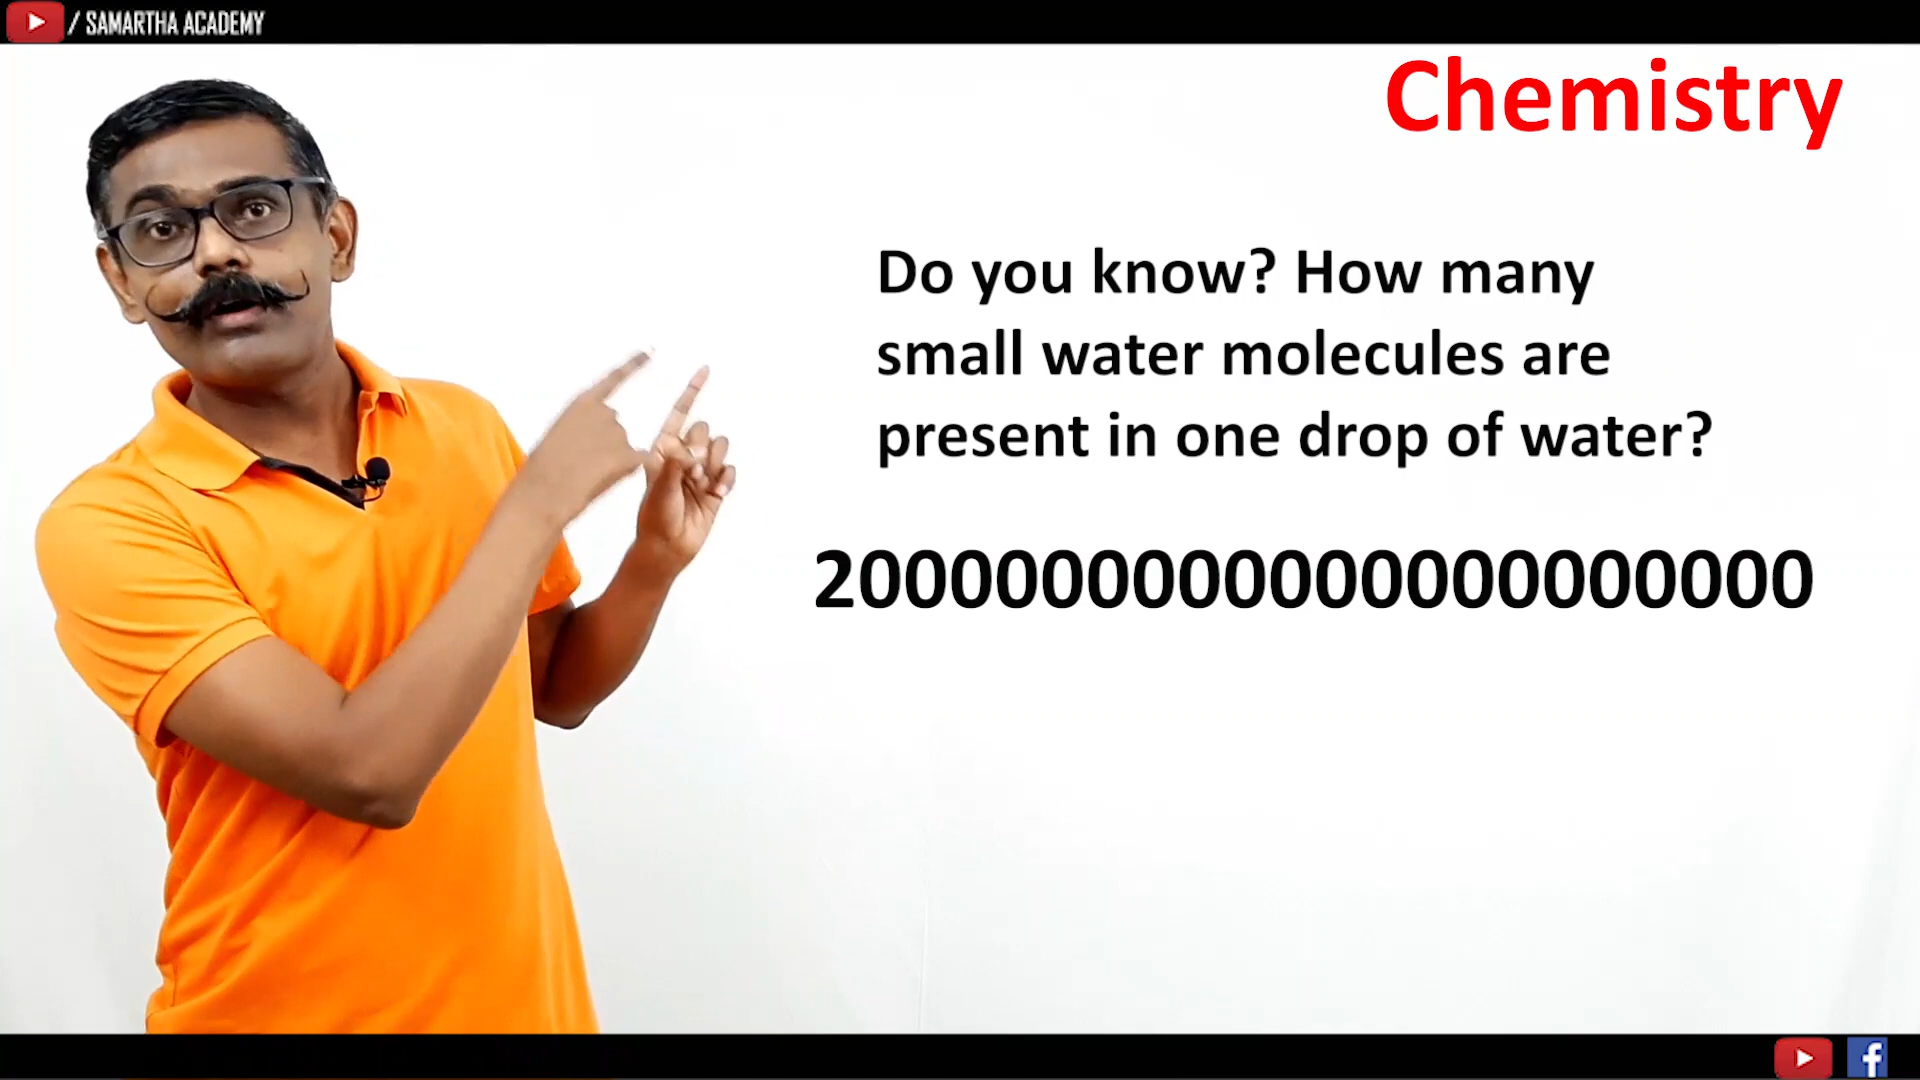 / SAMARTHA ACADEMY
Chemistry
Do you know? How many
small water molecules are
present in one drop of water?
2000000000000000000000